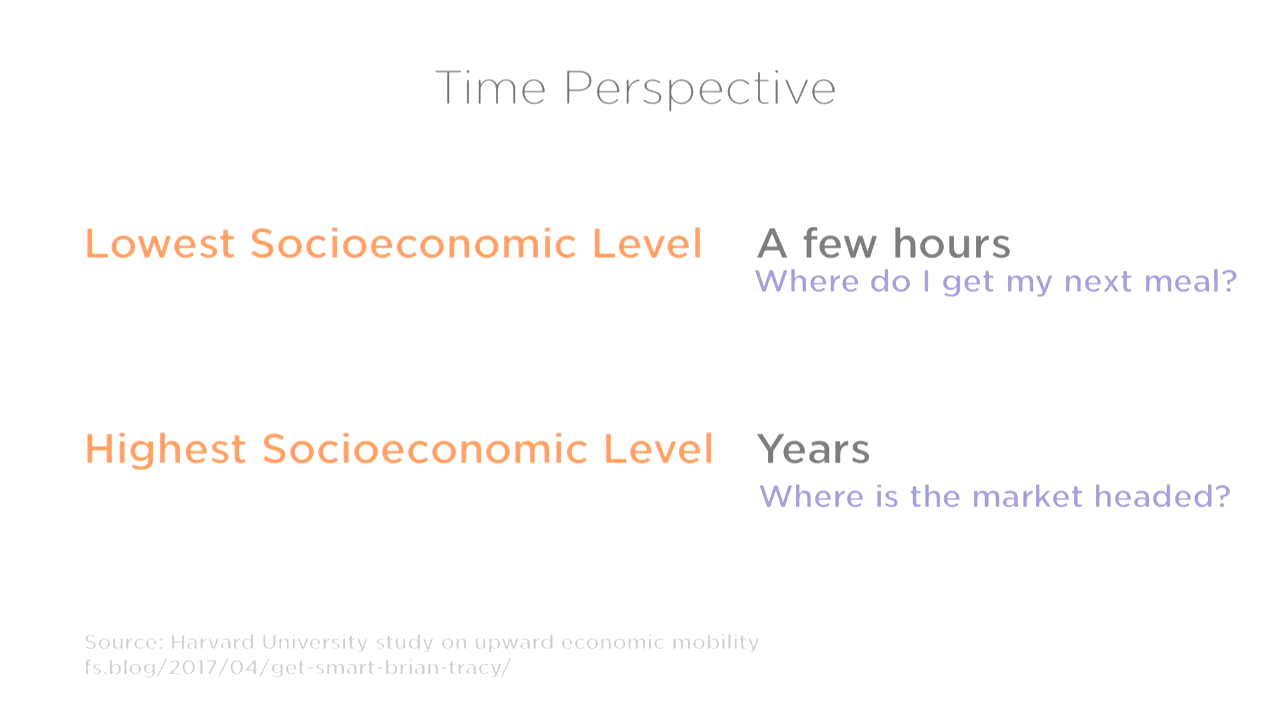 Time Perspective
Lowest Socioeconomic Level
A few hours
Where do I get my next meal?
Highest Socioeconomic Level
Years
Where is the market headed?
Source: Harvard University study on upward economic mobility
fs.blog/2017/04/get-smart-brian-tracy/